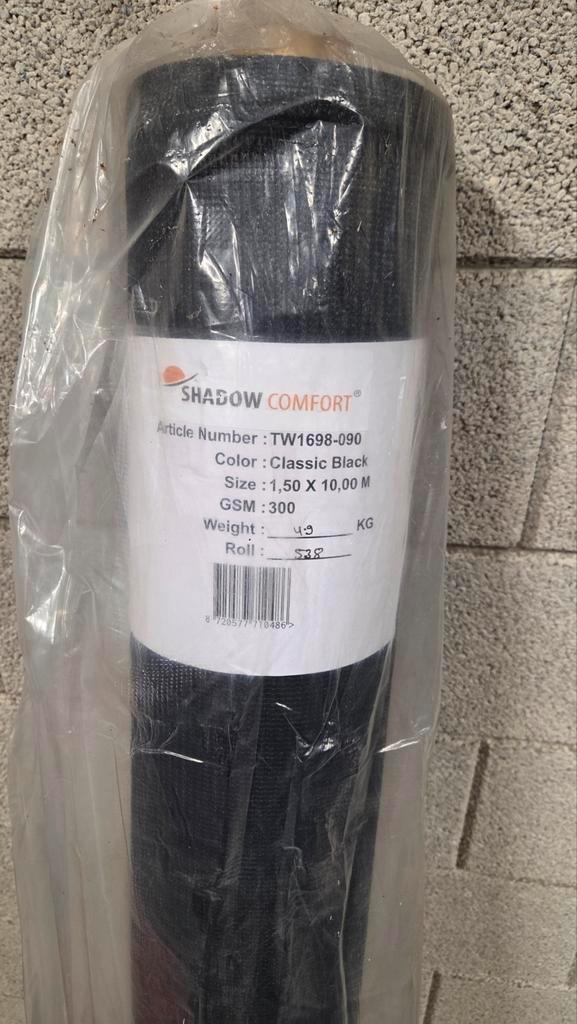 SHADOW COMFORT®
Article Number : TW1698-090
Color : Classic Black
Size : 1,50 X 10,00 M
GSM : 300
Weight : 4.9 KG
Roll : 538
8 720577 710486 >